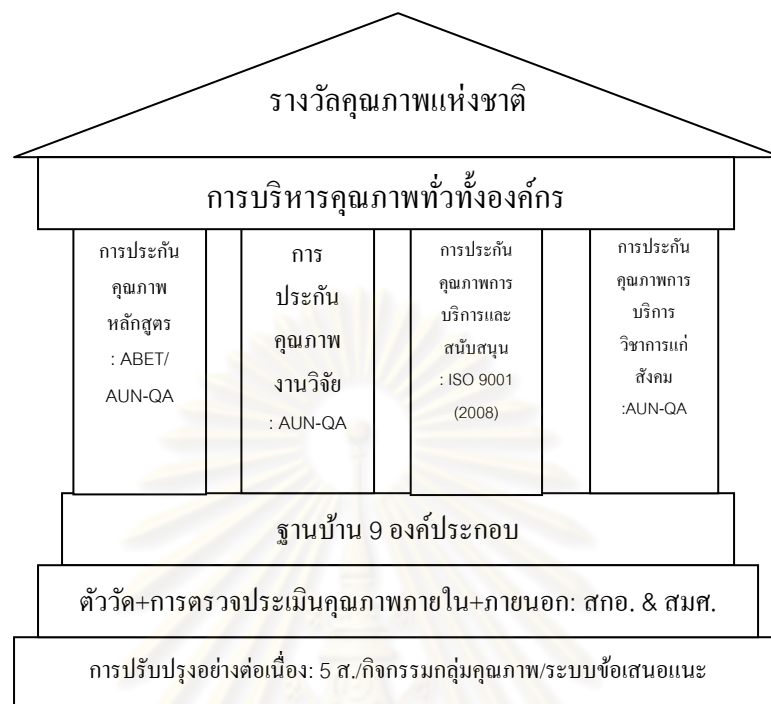 รางวัลคุณภาพแห่งชาติ
การบริหารคุณภาพทั่วทั้งองค์กร
การประกัน
คุณภาพ
หลักสูตร
: ABET/
AUN-QA
การ
ประกัน
คุณภาพ
งานวิจัย
: AUN-QA
การประกัน
คุณภาพการ
บริการและ
สนับสนุน
: ISO 9001
(2008)
การประกัน
คุณภาพการ
บริการ
วิชาการแก่
สังคม
:AUN-QA
ฐานบ้าน 9 องค์ประกอบ
ตัววัด+การตรวจประเมินคุณภาพภายใน+ภายนอก: สกอ. & สมศ.
การปรับปรุงอย่างต่อเนื่อง: 5 ส./กิจกรรมกลุ่มคุณภาพ/ระบบข้อเสนอแนะ